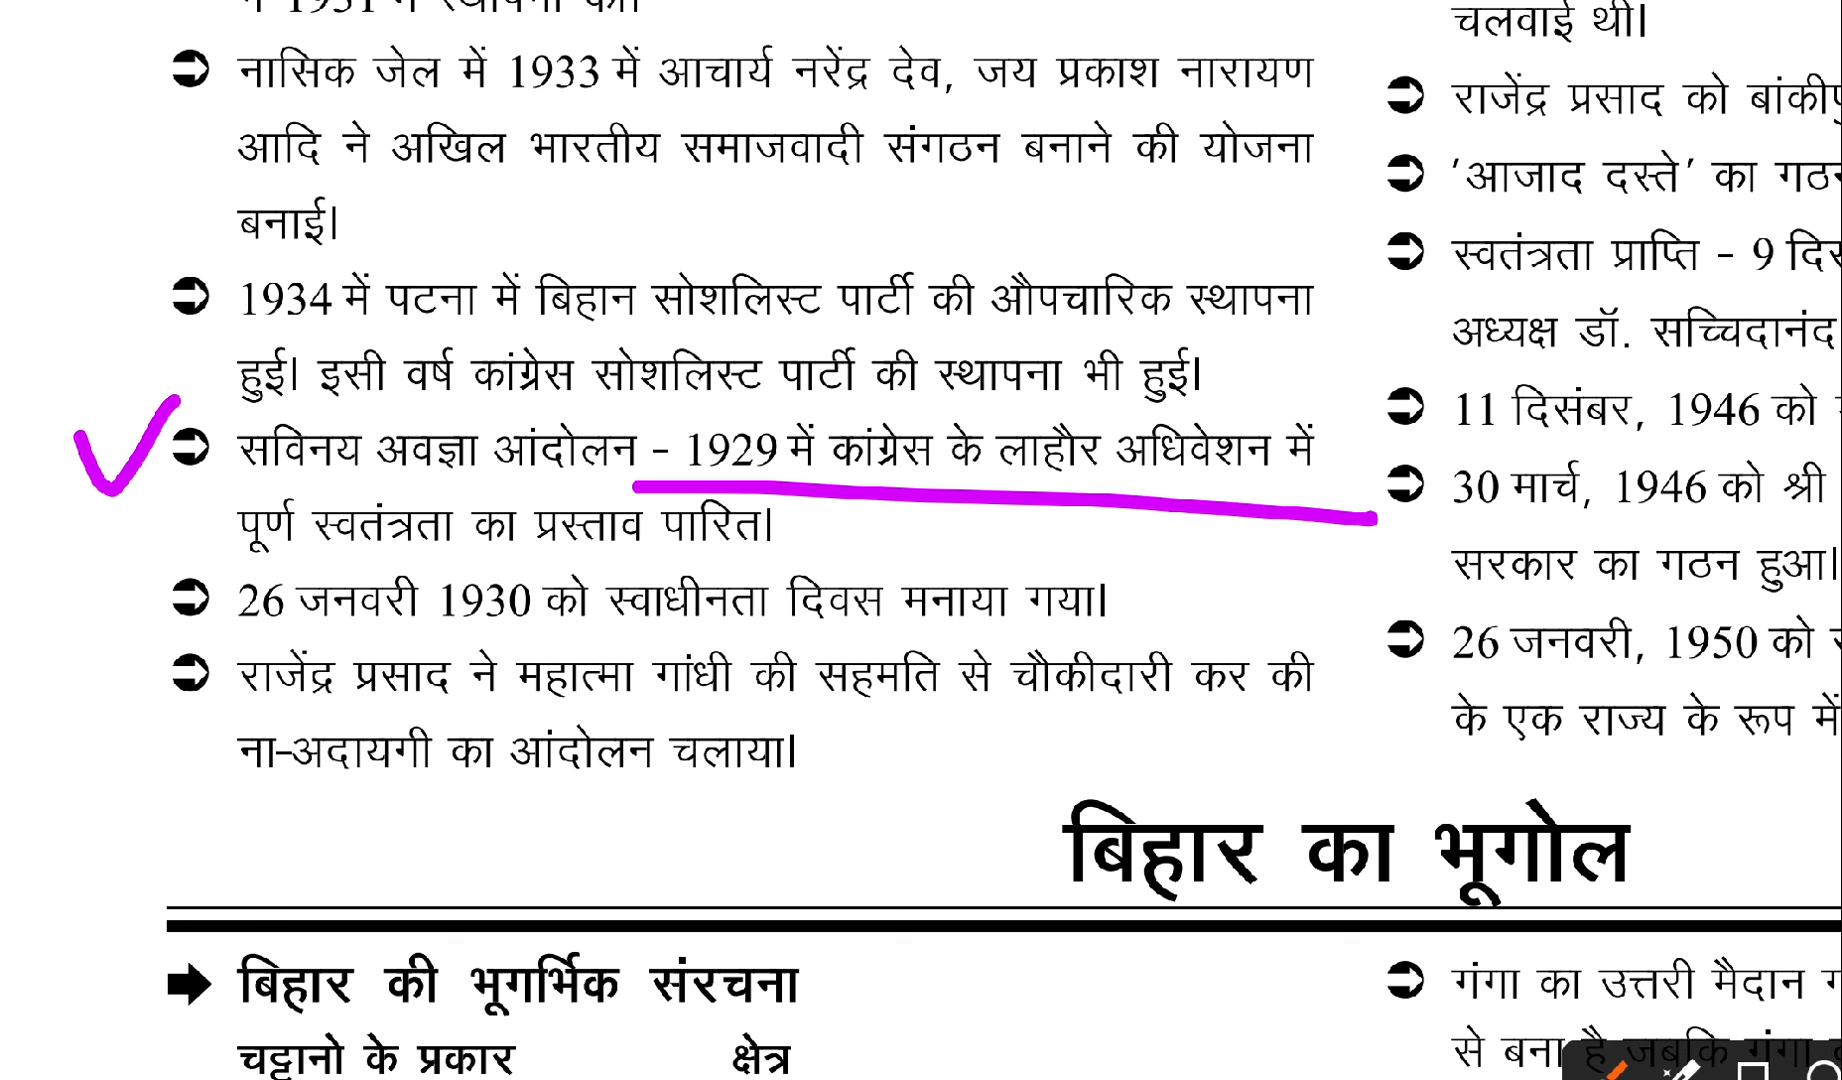 ने 1931 में स्थापना की।
➲ नासिक जेल में 1933 में आचार्य नरेंद्र देव, जय प्रकाश नारायण
आदि ने अखिल भारतीय समाजवादी संगठन बनाने की योजना
बनाई।
➲ 1934 में पटना में बिहान सोशलिस्ट पार्टी की औपचारिक स्थापना
हुई। इसी वर्ष कांग्रेस सोशलिस्ट पार्टी की स्थापना भी हुई।
➲ सविनय अवज्ञा आंदोलन - 1929 में कांग्रेस के लाहौर अधिवेशन में
पूर्ण स्वतंत्रता का प्रस्ताव पारित।
➲ 26 जनवरी 1930 को स्वाधीनता दिवस मनाया गया।
➲ राजेंद्र प्रसाद ने महात्मा गांधी की सहमति से चौकीदारी कर की
ना-अदायगी का आंदोलन चलाया।
चलवाई थी।
➲ राजेंद्र प्रसाद को
➲ 'आजाद दस्ते' का
➲ स्वतंत्रता प्राप्ति - 9
अध्यक्ष डॉ. सच्चिदानंद
➲ 11 दिसंबर, 1946 को
➲ 30 मार्च, 1946 को श्री
सरकार का गठन हुआ।
➲ 26 जनवरी, 1950 को
के एक राज्य के रूप में
बिहार का भूगोल
➡ बिहार की भूगर्भिक संरचना
चट्टानो के प्रकार क्षेत्र
➲ गंगा का उत्तरी मैदान
से बना है जबकि गंगा